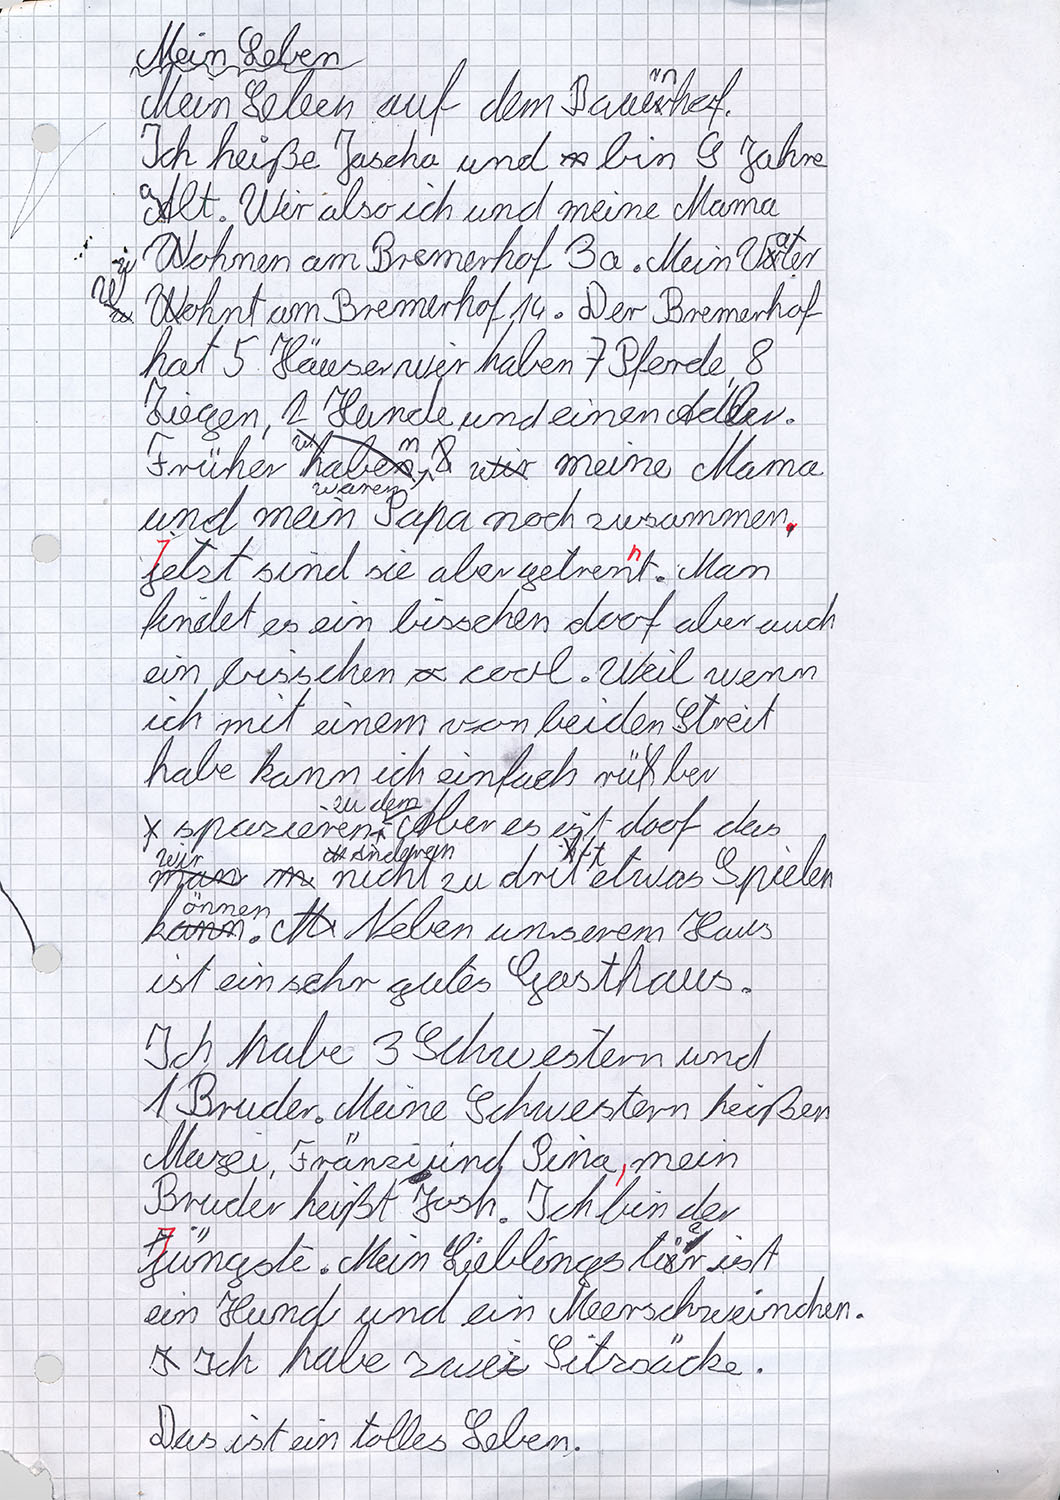 Mein Leben
Mein Leben auf dem Bauernhof.
Ich heiße Jascha und bin 9 Jahre
alt. Wir also ich und meine Mama
Wohnen am Bremerhof 3a. Mein Vater
Wohnt am Bremerhof 14. Der Bremerhof
hat 5 Häuser wir haben 7 Pferde, 8
Ziegen, 2 Hunde und einen Adler.
Früher waren meine Mama
und mein Papa noch zusammen.
Jetzt sind sie aber getrennt. Man
findet es ein bisschen doof aber auch
ein bisschen cool. Weil wenn
ich mit einem von beiden Streit
habe kann ich einfach rüber
zu dem
spazieren. Aber es ist doof das
wir anderen
nicht zu dritt etwas Spielen
können. Neben unserem Haus
ist ein sehr gutes Gasthaus.
Ich habe 3 Schwestern und
1 Bruder. Meine Schwestern heißen
Fränzi und Pina, mein
Bruder heißt Josh. Ich bin der
Jüngste. Mein Lieblingstier ist
ein Hund und ein Meerschweinchen.
Ich habe zwei Sitzsäcke.
Das ist ein tolles Leben.